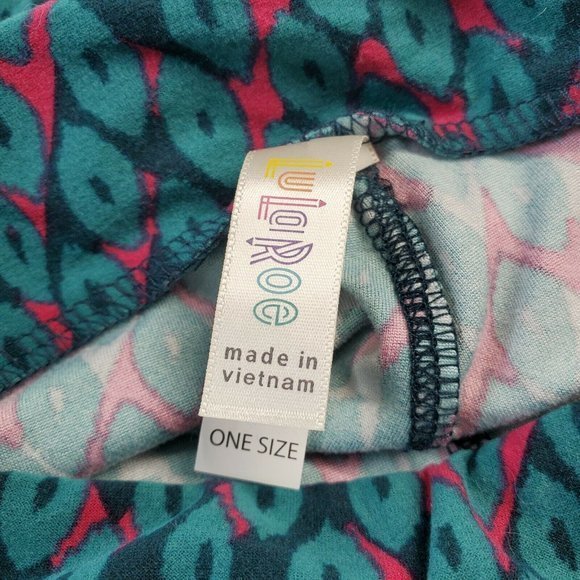 LuLaRoe
made in
vietnam
ONE SIZE